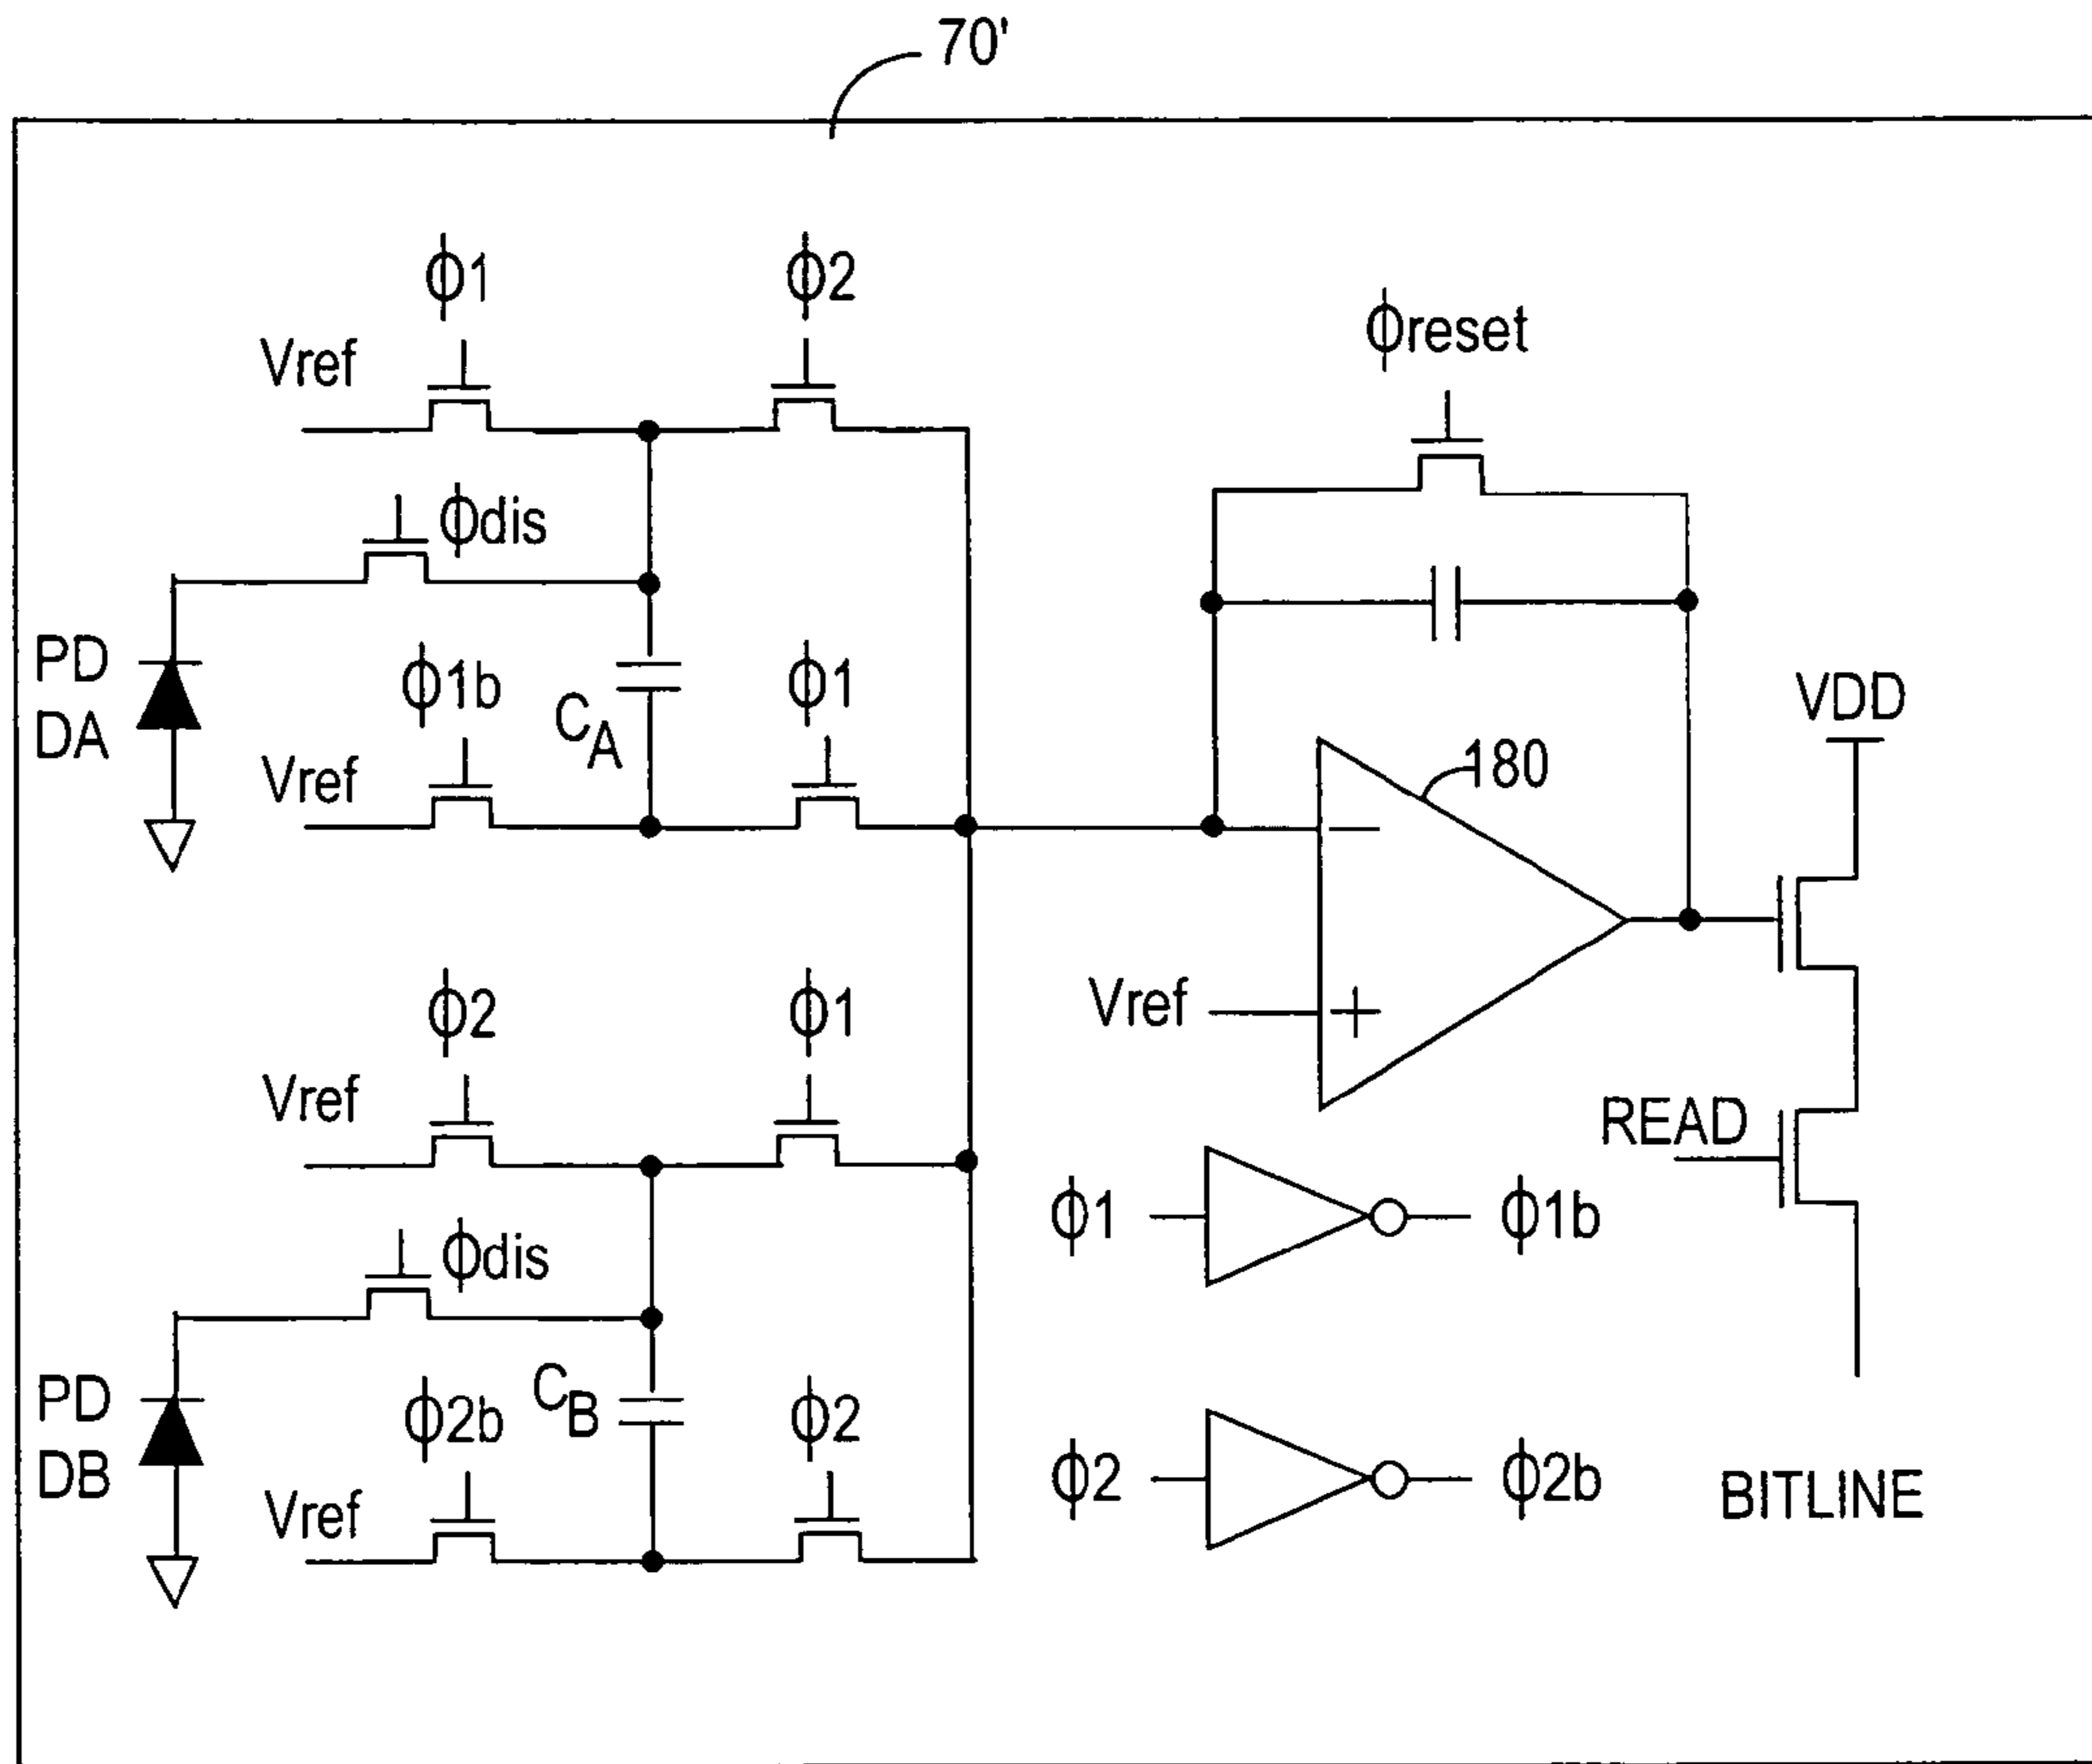 70'
ϕ1
ϕ2
Vref
ϕreset
ϕdis
PD
DA
ϕ1b
CA
ϕ1
Vref
180
VDD
ϕ2
ϕ1
Vref
Vref
READ
ϕ1
ϕ1b
ϕdis
PD
DB
ϕ2b
CB
ϕ2
Vref
ϕ2
ϕ2b
BITLINE